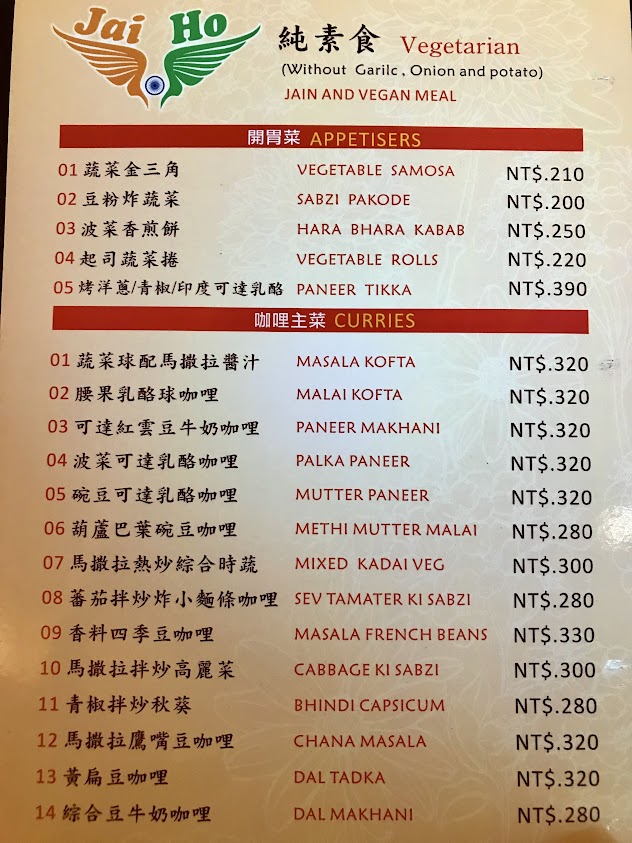 Jai Ho
純素食 Vegetarian
(Without Garilc , Onion and potato)
JAIN AND VEGAN MEAL
開胃菜 APPETISERS
01 蔬菜金三角 VEGETABLE SAMOSA NT$.210
02 豆粉炸蔬菜 SABZI PAKODE NT$.200
03 波菜香煎餅 HARA BHARA KABAB NT$.250
04 起司蔬菜捲 VEGETABLE ROLLS NT$.220
05 烤洋蔥/青椒/印度可達乳酪 PANEER TIKKA NT$.390
咖哩主菜 CURRIES
01 蔬菜球配馬撒拉醬汁 MASALA KOFTA NT$.320
02 腰果乳酪球咖哩 MALAI KOFTA NT$.320
03 可達紅雲豆牛奶咖哩 PANEER MAKHANI NT$.320
04 波菜可達乳酪咖哩 PALKA PANEER NT$.320
05 碗豆可達乳酪咖哩 MUTTER PANEER NT$.320
06 葫蘆巴葉碗豆咖哩 METHI MUTTER MALAI NT$.280
07 馬撒拉熱炒綜合時蔬 MIXED KADAI VEG NT$.300
08 蕃茄拌炒炸小麵條咖哩 SEV TAMATER KI SABZI NT$.280
09 香料四季豆咖哩 MASALA FRENCH BEANS NT$.330
10 馬撒拉拌炒高麗菜 CABBAGE KI SABZI NT$.300
11 青椒拌炒秋葵 BHINDI CAPSICUM NT$.280
12 馬撒拉鷹嘴豆咖哩 CHANA MASALA NT$.320
13 黃扁豆咖哩 DAL TADKA NT$.320
14 綜合豆牛奶咖哩 DAL MAKHANI NT$.280